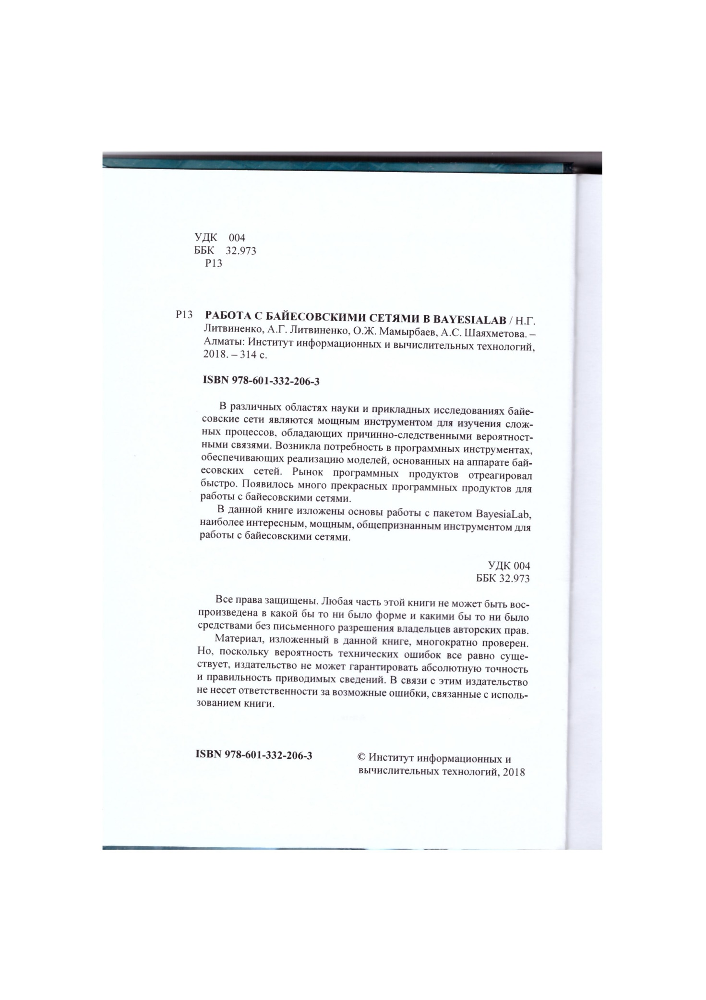 УДК 004
ББК 32.973
Р13
Р13 РАБОТА С БАЙЕСОВСКИМИ СЕТЯМИ В BAYESIALAB / Н.Г.
Литвиненко, А.Г. Литвиненко, О.Ж. Мамырбаев, А.С. Шаяхметова. –
Алматы: Институт информационных и вычислительных технологий,
2018. – 314 с.
ISBN 978-601-332-206-3
В различных областях науки и прикладных исследованиях байе-
совские сети являются мощным инструментом для изучения слож-
ных процессов, обладающих причинно-следственными вероятност-
ными связями. Возникла потребность в программных инструментах,
обеспечивающих реализацию моделей, основанных на аппарате бай-
есовских сетей. Рынок программных продуктов отреагировал
быстро. Появилось много прекрасных программных продуктов для
работы с байесовскими сетями.
В данной книге изложены основы работы с пакетом BayesiaLab,
наиболее интересным, мощным, общепризнанным инструментом для
работы с байесовскими сетями.
УДК 004
ББК 32.973
Все права защищены. Любая часть этой книги не может быть вос-
произведена в какой бы то ни было форме и какими бы то ни было
средствами без письменного разрешения владельцев авторских прав.
Материал, изложенный в данной книге, многократно проверен.
Но, поскольку вероятность технических ошибок все равно суще-
ствует, издательство не может гарантировать абсолютную точность
и правильность приводимых сведений. В связи с этим издательство
не несет ответственности за возможные ошибки, связанные с исполь-
зованием книги.
ISBN 978-601-332-206-3
© Институт информационных и
вычислительных технологий, 2018